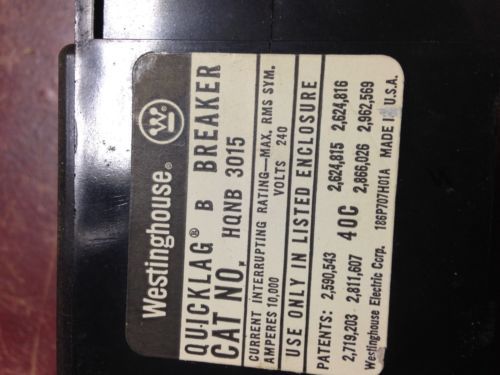 Westinghouse®
QUICKLAG® B BREAKER
CAT NO. HQNB 3015
CURRENT INTERRUPTING RATING—MAX. RMS SYM.
AMPERES 10,000 VOLTS 240
USE ONLY IN LISTED ENCLOSURE
PATENTS: 2,590,543 2,624,815 2,624,816
2,719,203 2,811,607 40C 2,866,026 2,962,569
Westinghouse Electric Corp. 186P707H01A MADE IN U.S.A.